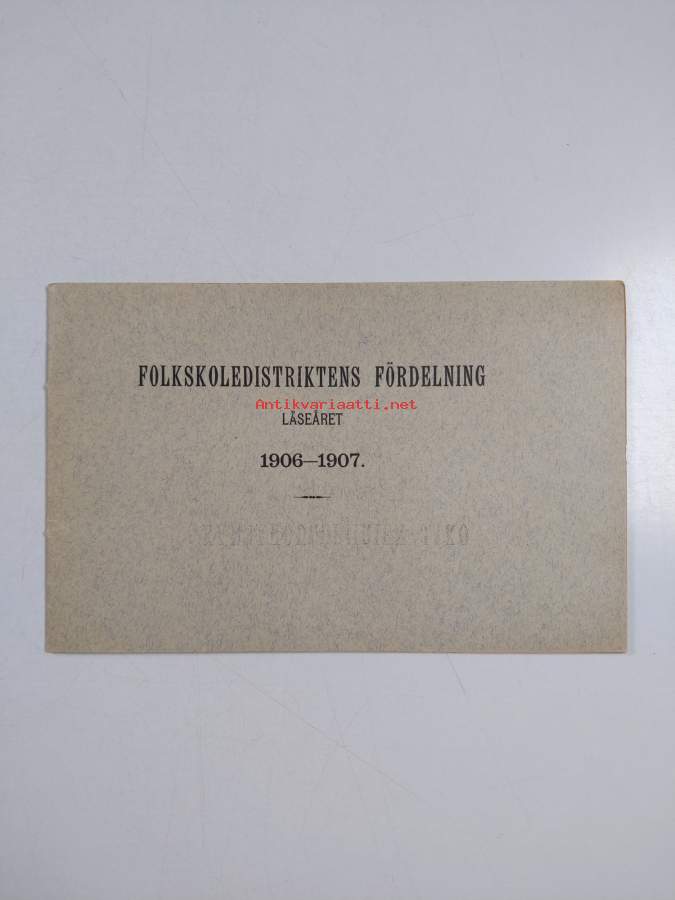 FOLKSKOLEDISTRIKTENS FÖRDELNING
Antikvariaatti.net
LÄSEÅRET
1906—1907.